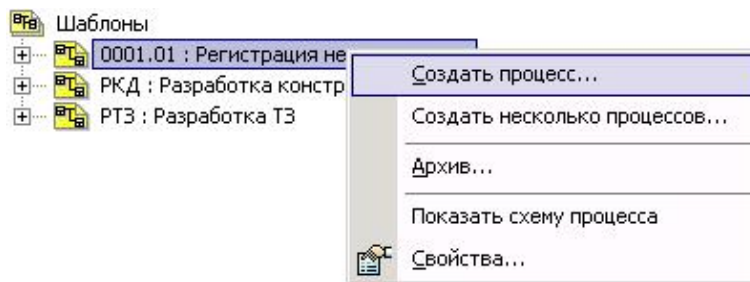 Шаблоны
0001.01 : Регистрация не
РКД : Разработка констр
РТЗ : Разработка ТЗ
Создать процесс...
Создать несколько процессов...
Архив...
Показать схему процесса
Свойства...